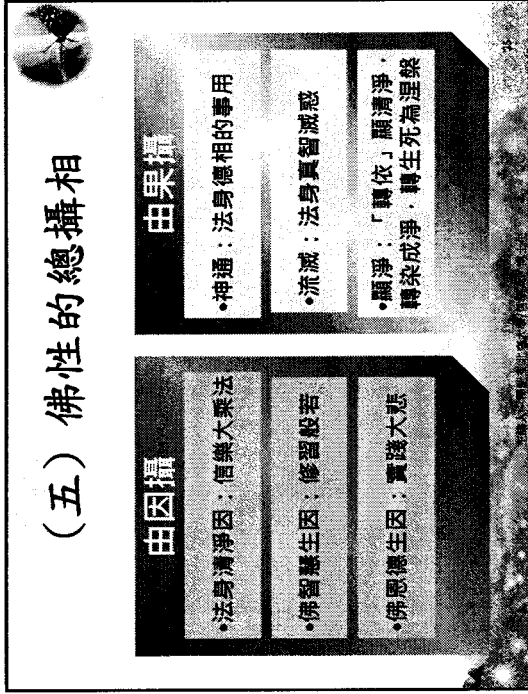 (五) 佛性的總攝相
由因攝
•法身清淨因：信樂大乘法
•佛智慧生因：修習般若
•佛恩德生因：實踐大悲
由果攝
•神通：法身德相的事用
•流滅：法身真智滅惑
•顯淨：「轉依」顯清淨，
轉染成淨，轉生死為涅槃